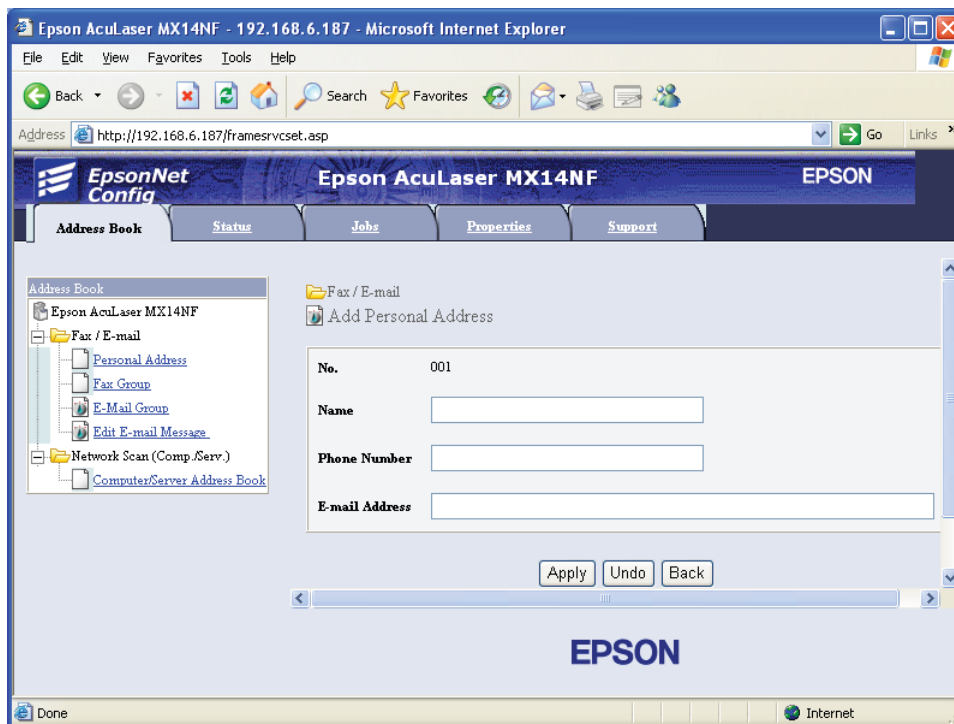 Epson AcuLaser MX14NF - 192.168.6.187 - Microsoft Internet Explorer
File Edit View Favorites Tools Help
Back Search Favorites
Address http://192.168.6.187/framesrvcset.asp Go Links »
EpsonNet
Config
Epson AcuLaser MX14NF
EPSON
Address Book Status Jobs Properties Support
Address Book
Epson AcuLaser MX14NF
Fax / E-mail
Personal Address
Fax Group
E-Mail Group
Edit E-mail Message
Network Scan (Comp./Serv.)
Computer/Server Address Book
Fax / E-mail
Add Personal Address
No. 001
Name
Phone Number
E-mail Address
Apply Undo Back
EPSON
Done Internet